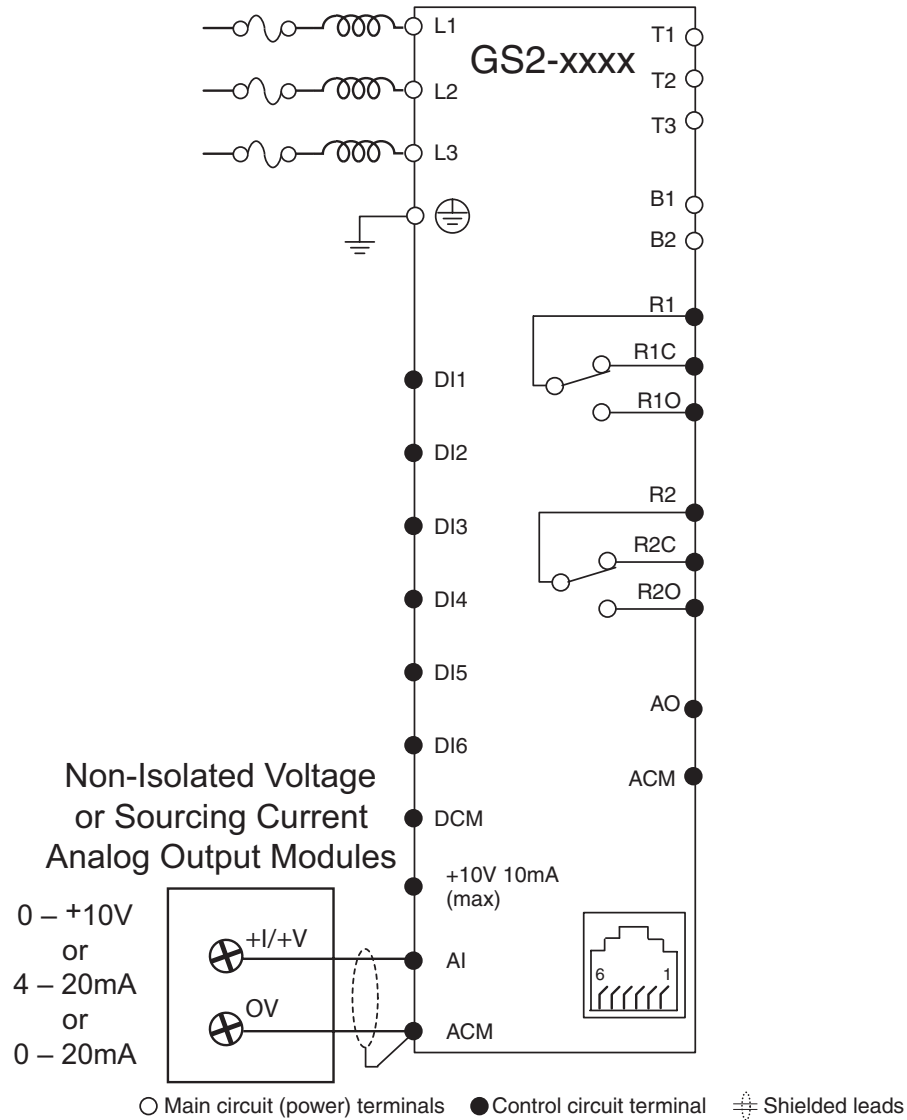 L1
GS2-xxxx
T1
L2
T2
L3
T3
B1
B2
R1
R1C
DI1
R1O
DI2
R2
DI3
R2C
DI4
R2O
DI5
AO
DI6
ACM
Non-Isolated Voltage
or Sourcing Current
Analog Output Modules
DCM
+10V 10mA
(max)
0 – +10V
or
4 – 20mA
or
0 – 20mA
+I/+V
AI
OV
ACM
6 1
Main circuit (power) terminals Control circuit terminal Shielded leads